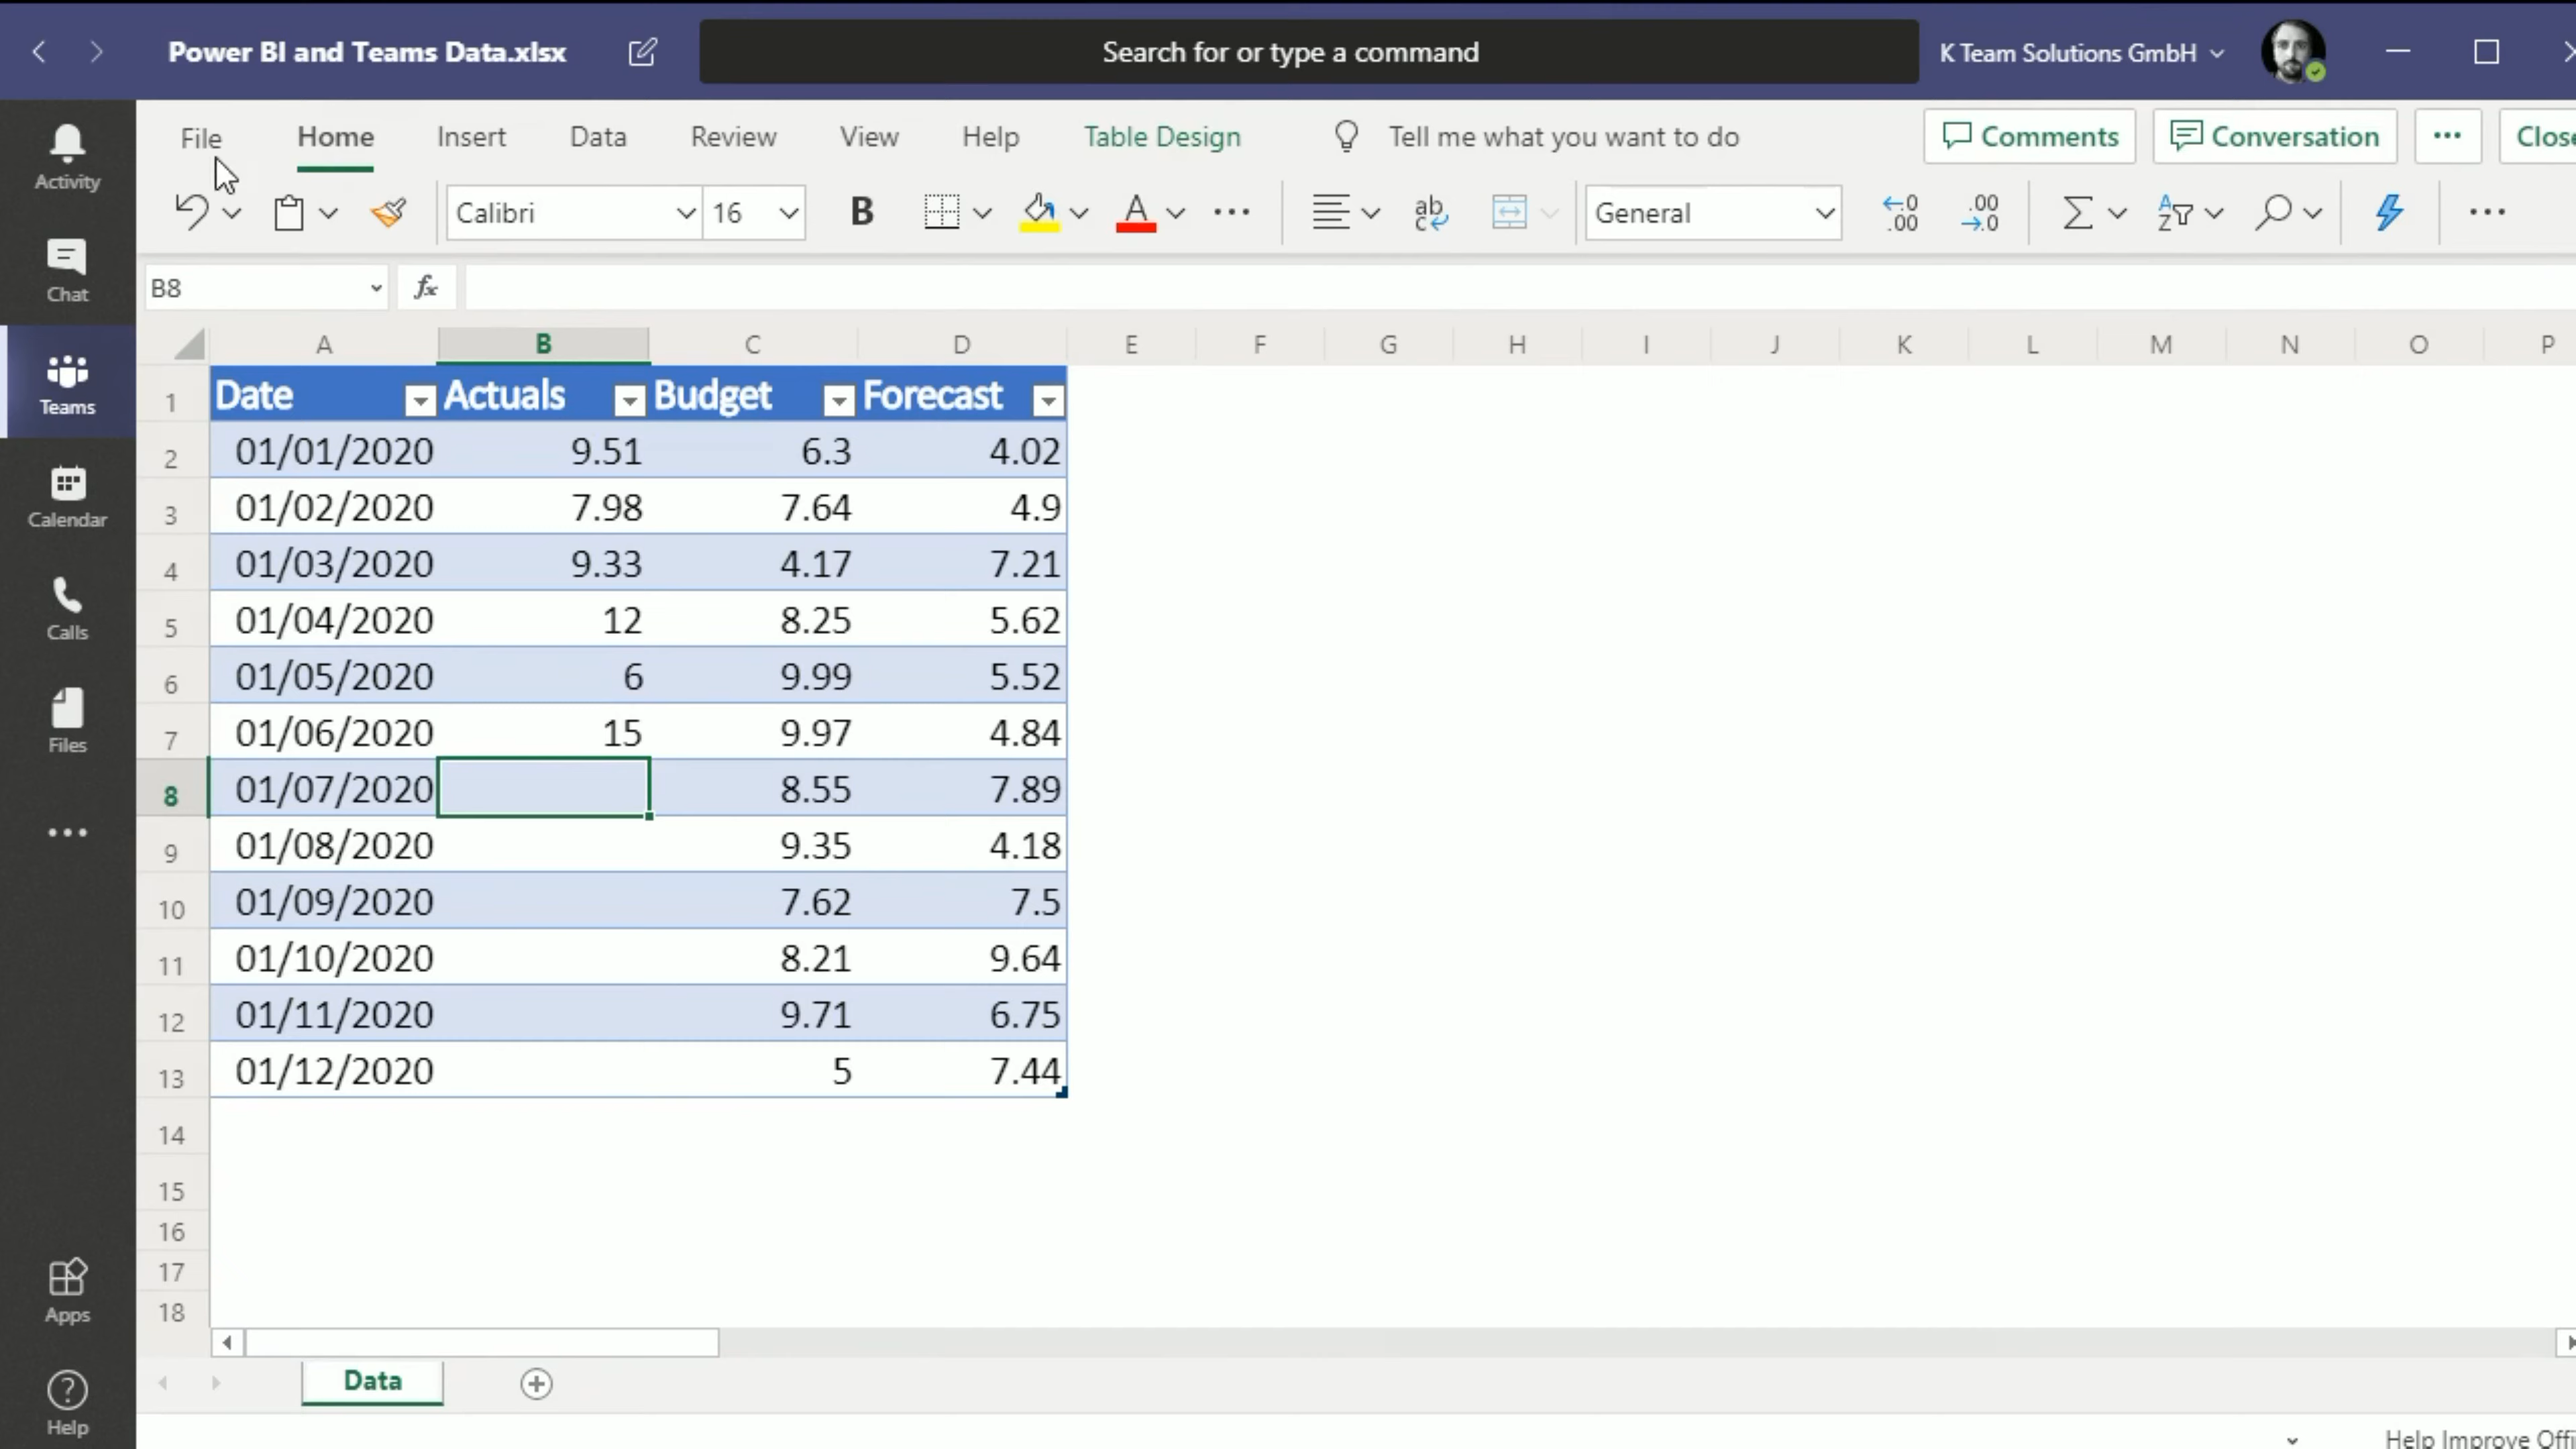 Power BI and Teams Data.xlsx
Search for or type a command
K Team Solutions GmbH
File Home Insert Data Review View Help Table Design Tell me what you want to do Comments Conversation ... Close
Calibri 16 B A ... ab c General ←0 .00 .00 →.0 Σ A Z ...
B8 fx
A B C D E F G H I J K L M N O P
1 Date Actuals Budget Forecast
2 01/01/2020 9.51 6.3 4.02
3 01/02/2020 7.98 7.64 4.9
4 01/03/2020 9.33 4.17 7.21
5 01/04/2020 12 8.25 5.62
6 01/05/2020 6 9.99 5.52
7 01/06/2020 15 9.97 4.84
8 01/07/2020 8.55 7.89
9 01/08/2020 9.35 4.18
10 01/09/2020 7.62 7.5
11 01/10/2020 8.21 9.64
12 01/11/2020 9.71 6.75
13 01/12/2020 5 7.44
14
15
16
17
18
Data
Help Improve
Activity
Chat
Teams
Calendar
Calls
Files
...
Apps
Help